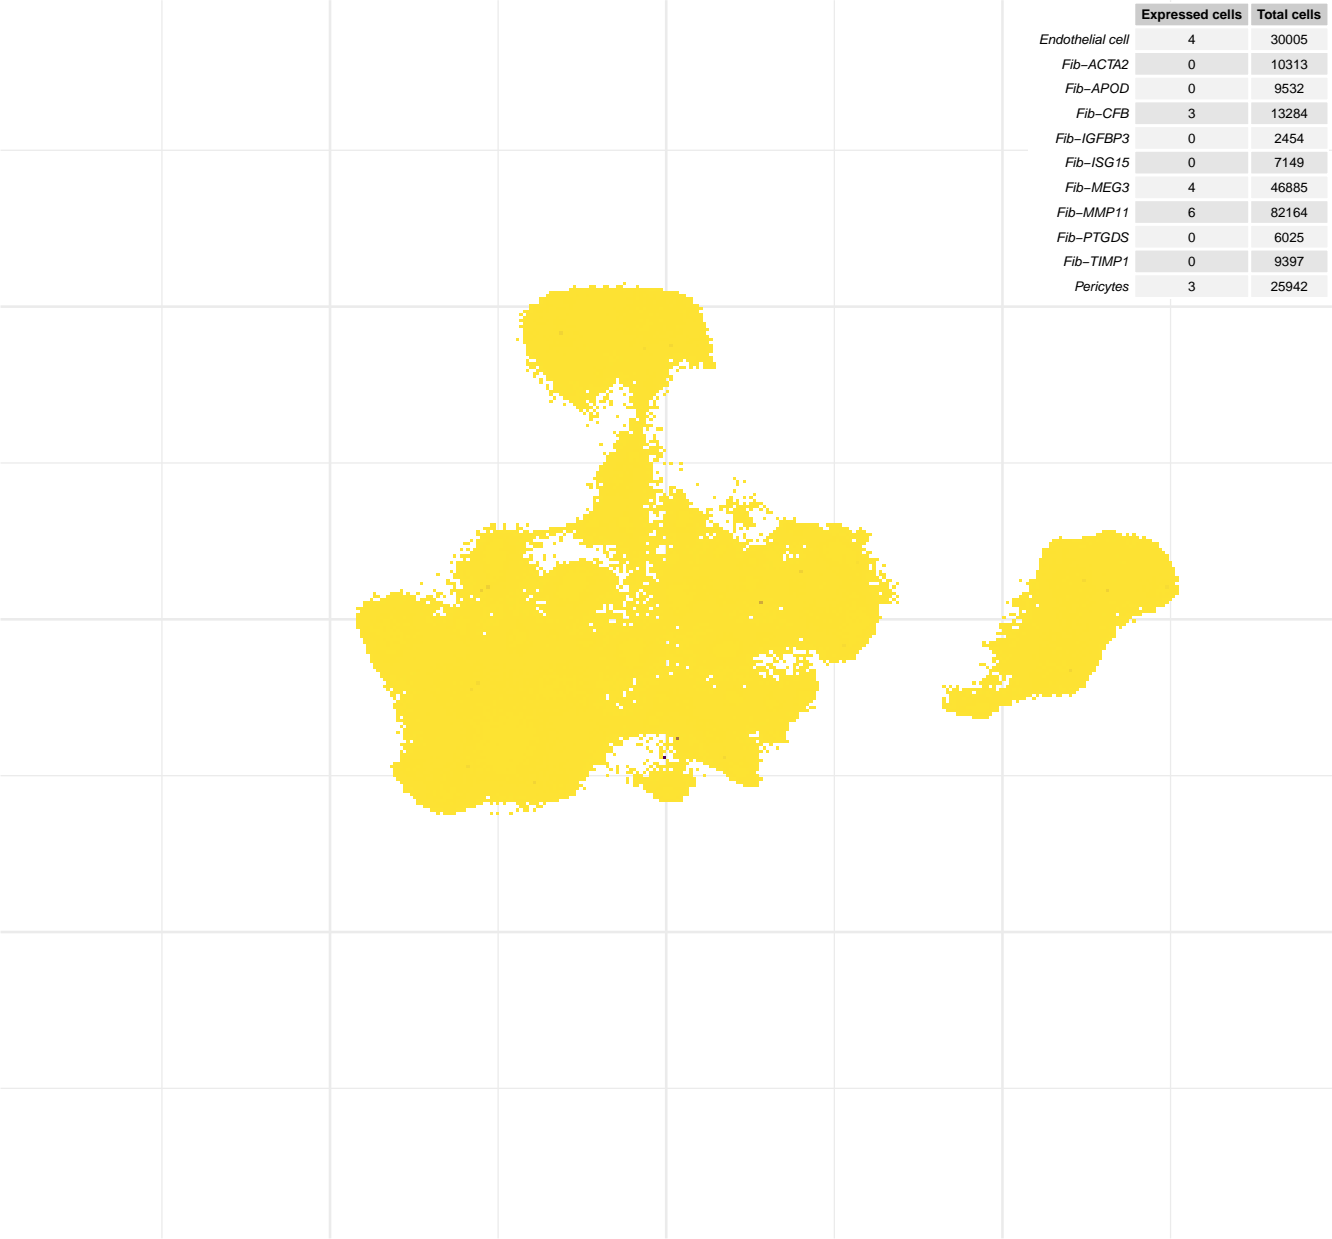 Expressed cells Total cells
Endothelial cell 4 30005
Fib−ACTA2 0 10313
Fib−APOD 0 9532
Fib−CFB 3 13284
Fib−IGFBP3 0 2454
Fib−ISG15 0 7149
Fib−MEG3 4 46885
Fib−MMP11 6 82164
Fib−PTGDS 0 6025
Fib−TIMP1 0 9397
Pericytes 3 25942